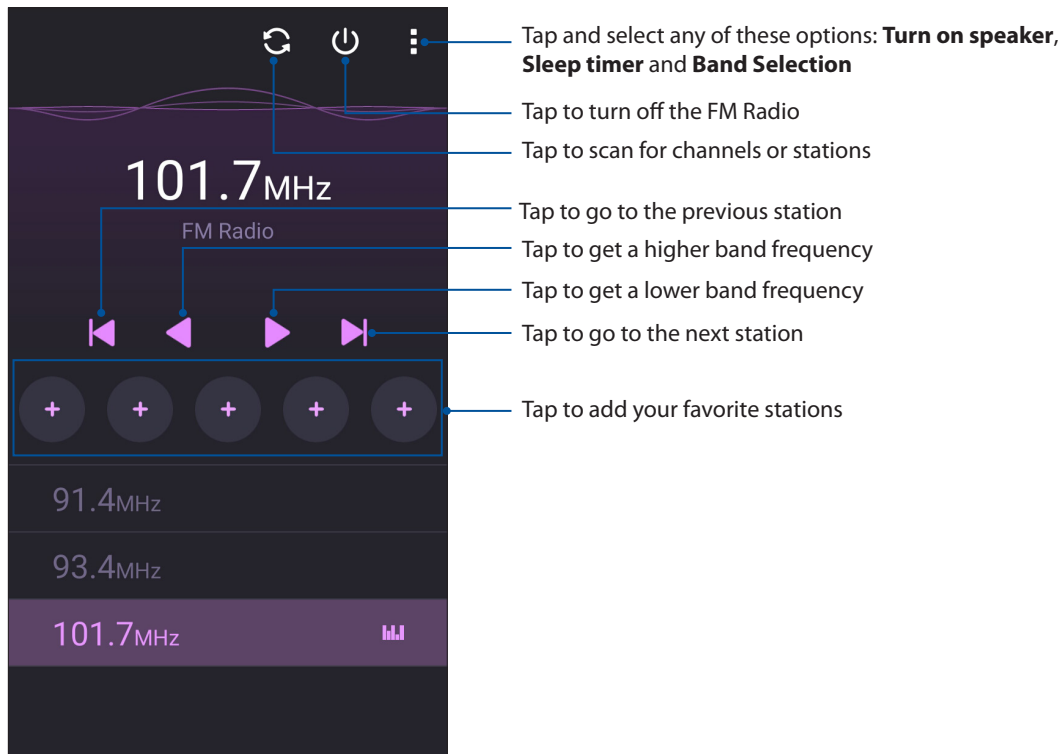 Tap and select any of these options: Turn on speaker,
Sleep timer and Band Selection
Tap to turn off the FM Radio
Tap to scan for channels or stations
101.7MHz
FM Radio
Tap to go to the previous station
Tap to get a higher band frequency
Tap to get a lower band frequency
Tap to go to the next station
Tap to add your favorite stations
91.4MHz
93.4MHz
101.7MHz